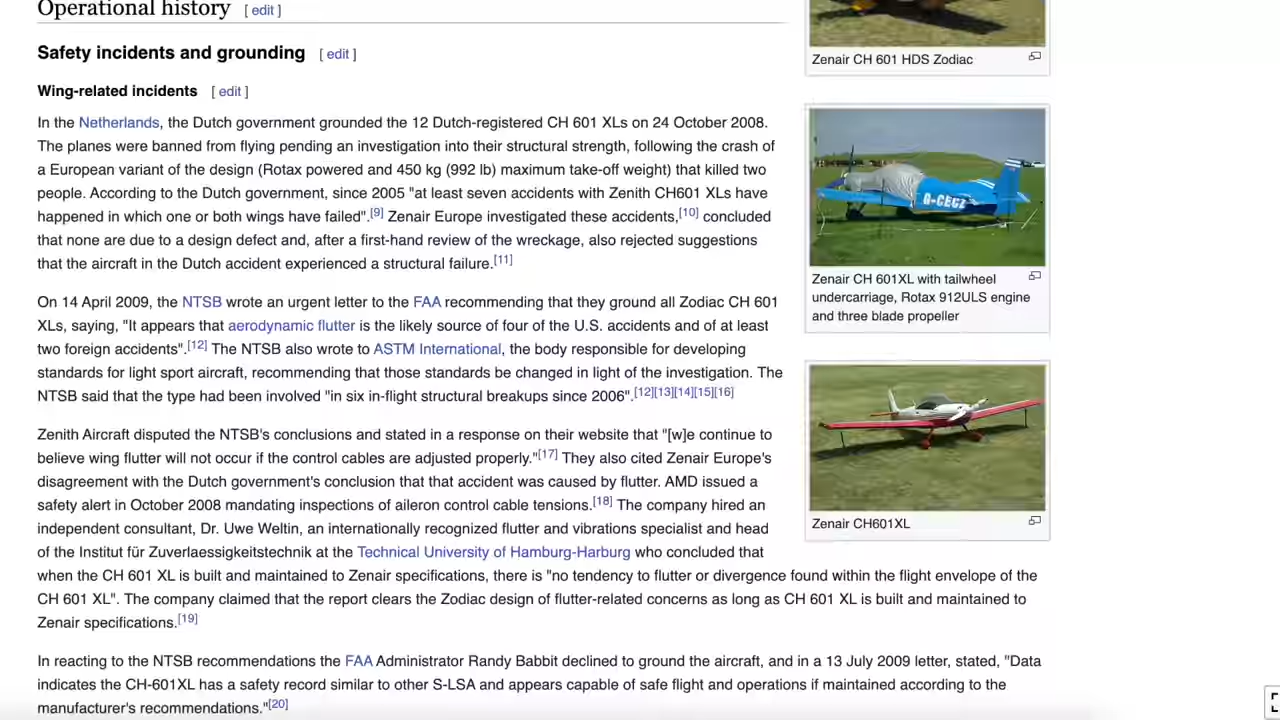 Operational history [ edit ]
Safety incidents and grounding [ edit ]
Wing-related incidents [ edit ]
In the Netherlands, the Dutch government grounded the 12 Dutch-registered CH 601 XLs on 24 October 2008.
The planes were banned from flying pending an investigation into their structural strength, following the crash of
a European variant of the design (Rotax powered and 450 kg (992 lb) maximum take-off weight) that killed two
people. According to the Dutch government, since 2005 "at least seven accidents with Zenith CH601 XLs have
happened in which one or both wings have failed".[9] Zenair Europe investigated these accidents,[10] concluded
that none are due to a design defect and, after a first-hand review of the wreckage, also rejected suggestions
that the aircraft in the Dutch accident experienced a structural failure.[11]
On 14 April 2009, the NTSB wrote an urgent letter to the FAA recommending that they ground all Zodiac CH 601
XLs, saying, "It appears that aerodynamic flutter is the likely source of four of the U.S. accidents and of at least
two foreign accidents".[12] The NTSB also wrote to ASTM International, the body responsible for developing
standards for light sport aircraft, recommending that those standards be changed in light of the investigation. The
NTSB said that the type had been involved "in six in-flight structural breakups since 2006".[12][13][14][15][16]
Zenith Aircraft disputed the NTSB's conclusions and stated in a response on their website that "[w]e continue to
believe wing flutter will not occur if the control cables are adjusted properly."[17] They also cited Zenair Europe's
disagreement with the Dutch government's conclusion that that accident was caused by flutter. AMD issued a
safety alert in October 2008 mandating inspections of aileron control cable tensions.[18] The company hired an
independent consultant, Dr. Uwe Weltin, an internationally recognized flutter and vibrations specialist and head
of the Institut für Zuverlaessigkeitstechnik at the Technical University of Hamburg-Harburg who concluded that
when the CH 601 XL is built and maintained to Zenair specifications, there is "no tendency to flutter or divergence found within the flight envelope of the
CH 601 XL". The company claimed that the report clears the Zodiac design of flutter-related concerns as long as CH 601 XL is built and maintained to
Zenair specifications.[19]
In reacting to the NTSB recommendations the FAA Administrator Randy Babbit declined to ground the aircraft, and in a 13 July 2009 letter, stated, "Data
indicates the CH-601XL has a safety record similar to other S-LSA and appears capable of safe flight and operations if maintained according to the
manufacturer's recommendations."[20]
Zenair CH 601 HDS Zodiac
G-CECZ
Zenair CH 601XL with tailwheel
undercarriage, Rotax 912ULS engine
and three blade propeller
Zenair CH601XL